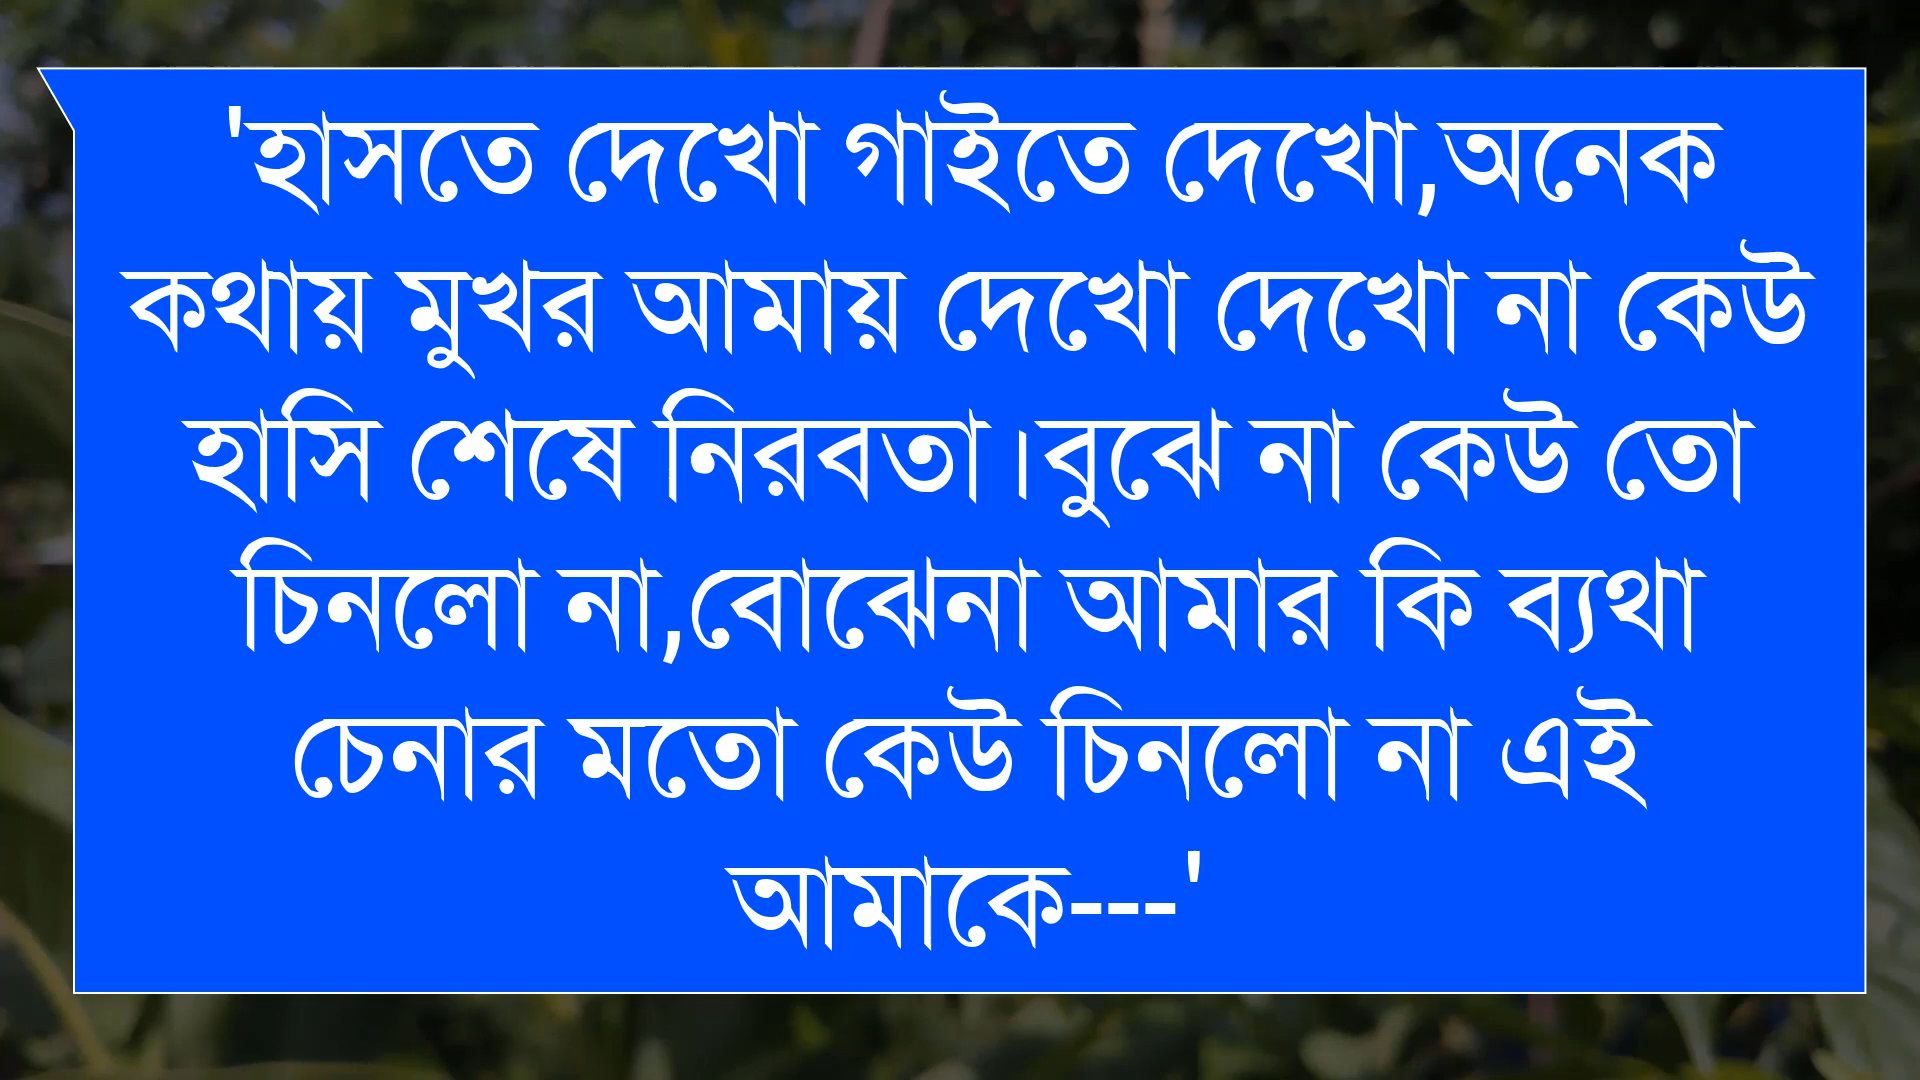 'হাসতে দেখো গাইতে দেখো,অনেক
কথায় মুখর আমায় দেখো দেখো না কেউ
হাসি শেষে নিরবতা।বুঝে না কেউ তো
চিনলো না,বোঝেনা আমার কি ব্যথা
চেনার মতো কেউ চিনলো না এই
আমাকে---'